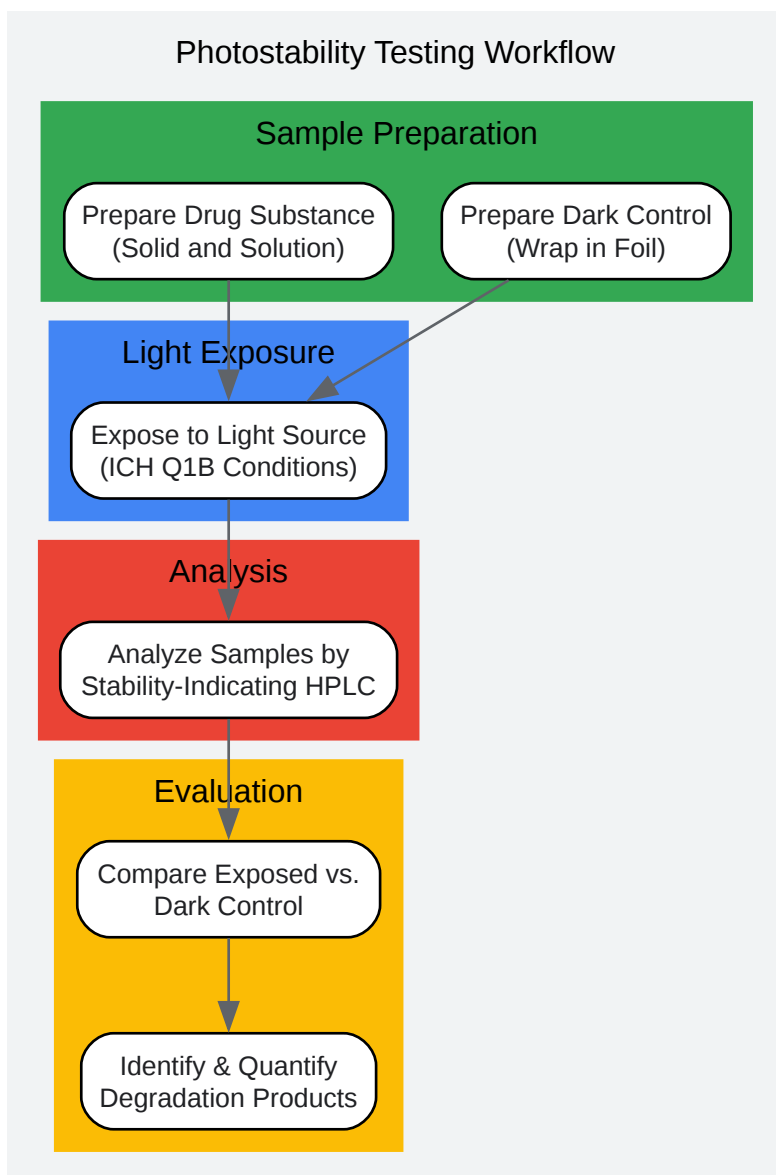 Photostability Testing Workflow
Sample Preparation
Prepare Drug Substance
(Solid and Solution)
Prepare Dark Control
(Wrap in Foil)
Light Exposure
Expose to Light Source
(ICH Q1B Conditions)
Analysis
Analyze Samples by
Stability-Indicating HPLC
Evaluation
Compare Exposed vs.
Dark Control
Identify & Quantify
Degradation Products